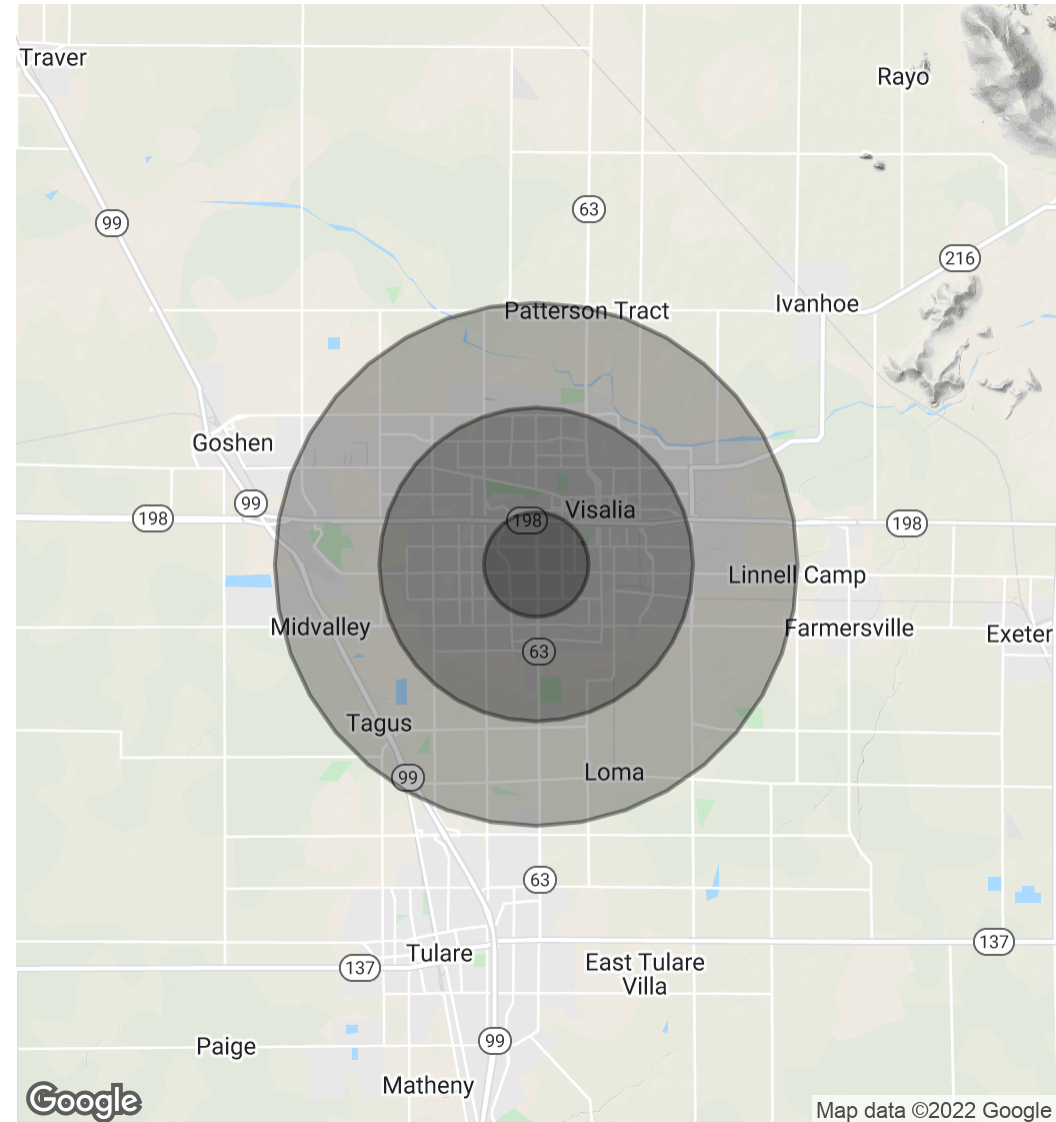 Traver
Rayo
63
99
216
Ivanhoe
Patterson Tract
Goshen
99
198
198
Visalia
198
Linnell Camp
Midvalley
Farmersville
Exeter
63
Tagus
Loma
99
63
137
Tulare
137
East Tulare
Villa
99
Paige
Matheny
Google
Map data ©2022 Google